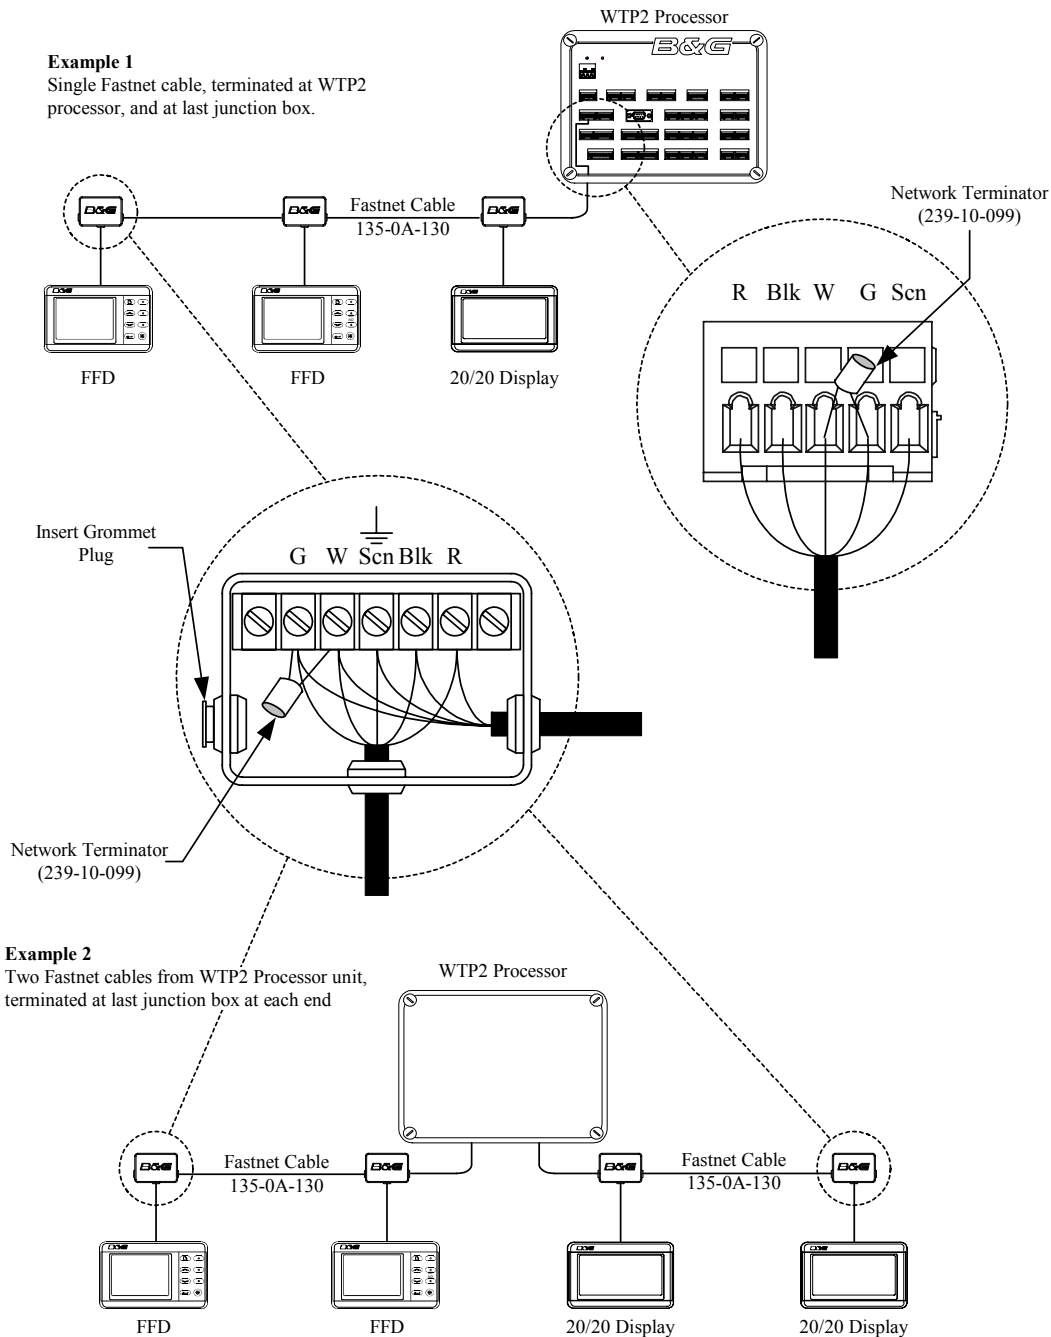 WTP2 Processor
B&G
Example 1
Single Fastnet cable, terminated at WTP2
processor, and at last junction box.
Network Terminator
(239-10-099)
B&G
B&G
Fastnet Cable
135-0A-130
B&G
R Blk W G Scn
B&G
B&G
B&G
FFD
FFD
20/20 Display
Insert Grommet
Plug
G W Scn Blk R
Network Terminator
(239-10-099)
Example 2
Two Fastnet cables from WTP2 Processor unit,
terminated at last junction box at each end
WTP2 Processor
B&G
Fastnet Cable
135-0A-130
B&G
B&G
Fastnet Cable
135-0A-130
B&G
B&G
B&G
B&G
B&G
FFD
FFD
20/20 Display
20/20 Display